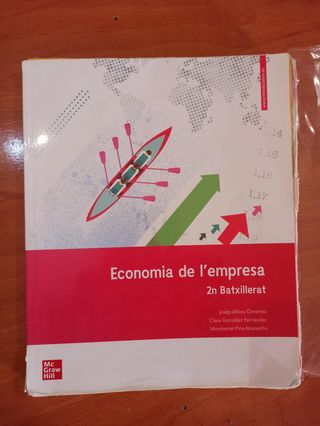 1,14
1,15
1,16
1,17
Economia de l'empresa
2n Batxillerat
Josep Alfaro Giménez
Clara González Fernández
Montserrat Pina Massachs
Mc
Graw
Hill